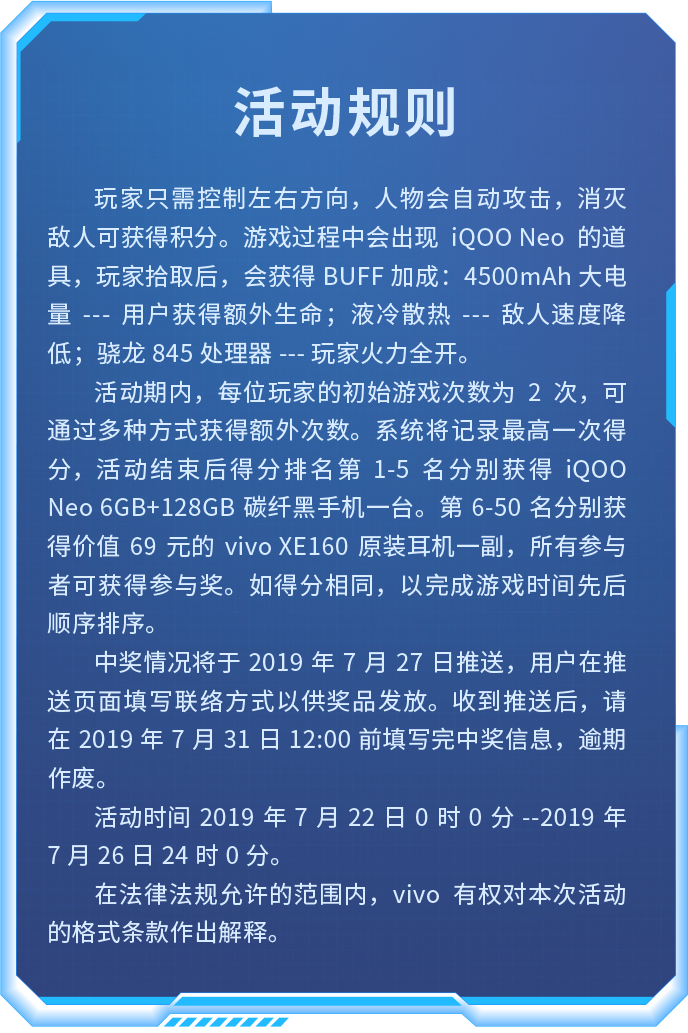 活动规则
玩家只需控制左右方向，人物会自动攻击，消灭
敌人可获得积分。游戏过程中会出现 iQOO Neo 的道
具，玩家拾取后，会获得 BUFF 加成：4500mAh 大电
量 --- 用户获得额外生命；液冷散热 --- 敌人速度降
低；骁龙 845 处理器 --- 玩家火力全开。
活动期内，每位玩家的初始游戏次数为 2 次，可
通过多种方式获得额外次数。系统将记录最高一次得
分，活动结束后得分排名第 1-5 名分别获得 iQOO
Neo 6GB+128GB 碳纤黑手机一台。第 6-50 名分别获
得价值 69 元的 vivo XE160 原装耳机一副，所有参与
者可获得参与奖。如得分相同，以完成游戏时间先后
顺序排序。
中奖情况将于 2019 年 7 月 27 日推送，用户在推
送页面填写联络方式以供奖品发放。收到推送后，请
在 2019 年 7 月 31 日 12:00 前填写完中奖信息，逾期
作废。
活动时间 2019 年 7 月 22 日 0 时 0 分 --2019 年
7 月 26 日 24 时 0 分。
在法律法规允许的范围内，vivo 有权对本次活动
的格式条款作出解释。